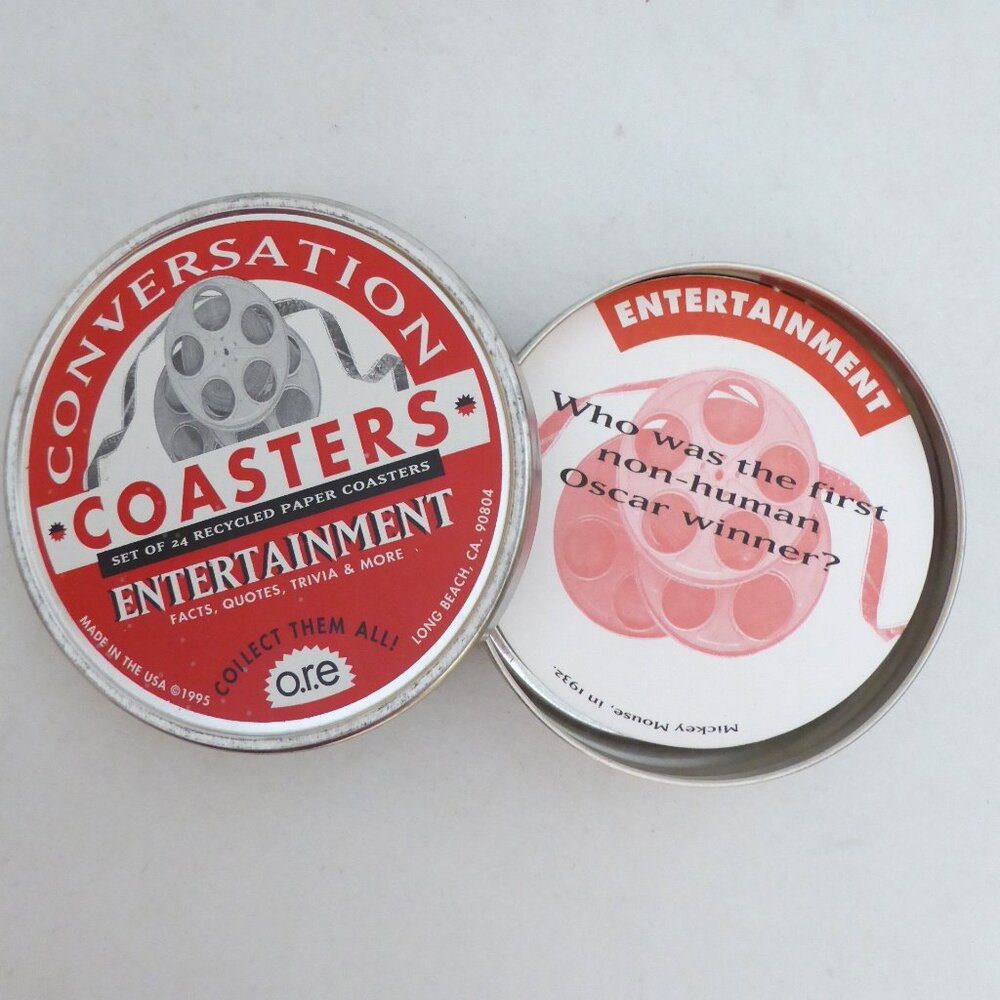 CONVERSATION
COASTERS
SET OF 24 RECYCLED PAPER COASTERS
ENTERTAINMENT
FACTS, QUOTES, TRIVIA & MORE
MADE IN THE USA ©1995
COLLECT THEM ALL!
LONG BEACH, CA. 90804
o.r.e
ENTERTAINMENT
Who was the first
non-human
Oscar winner?
Mickey Mouse, in 1932.